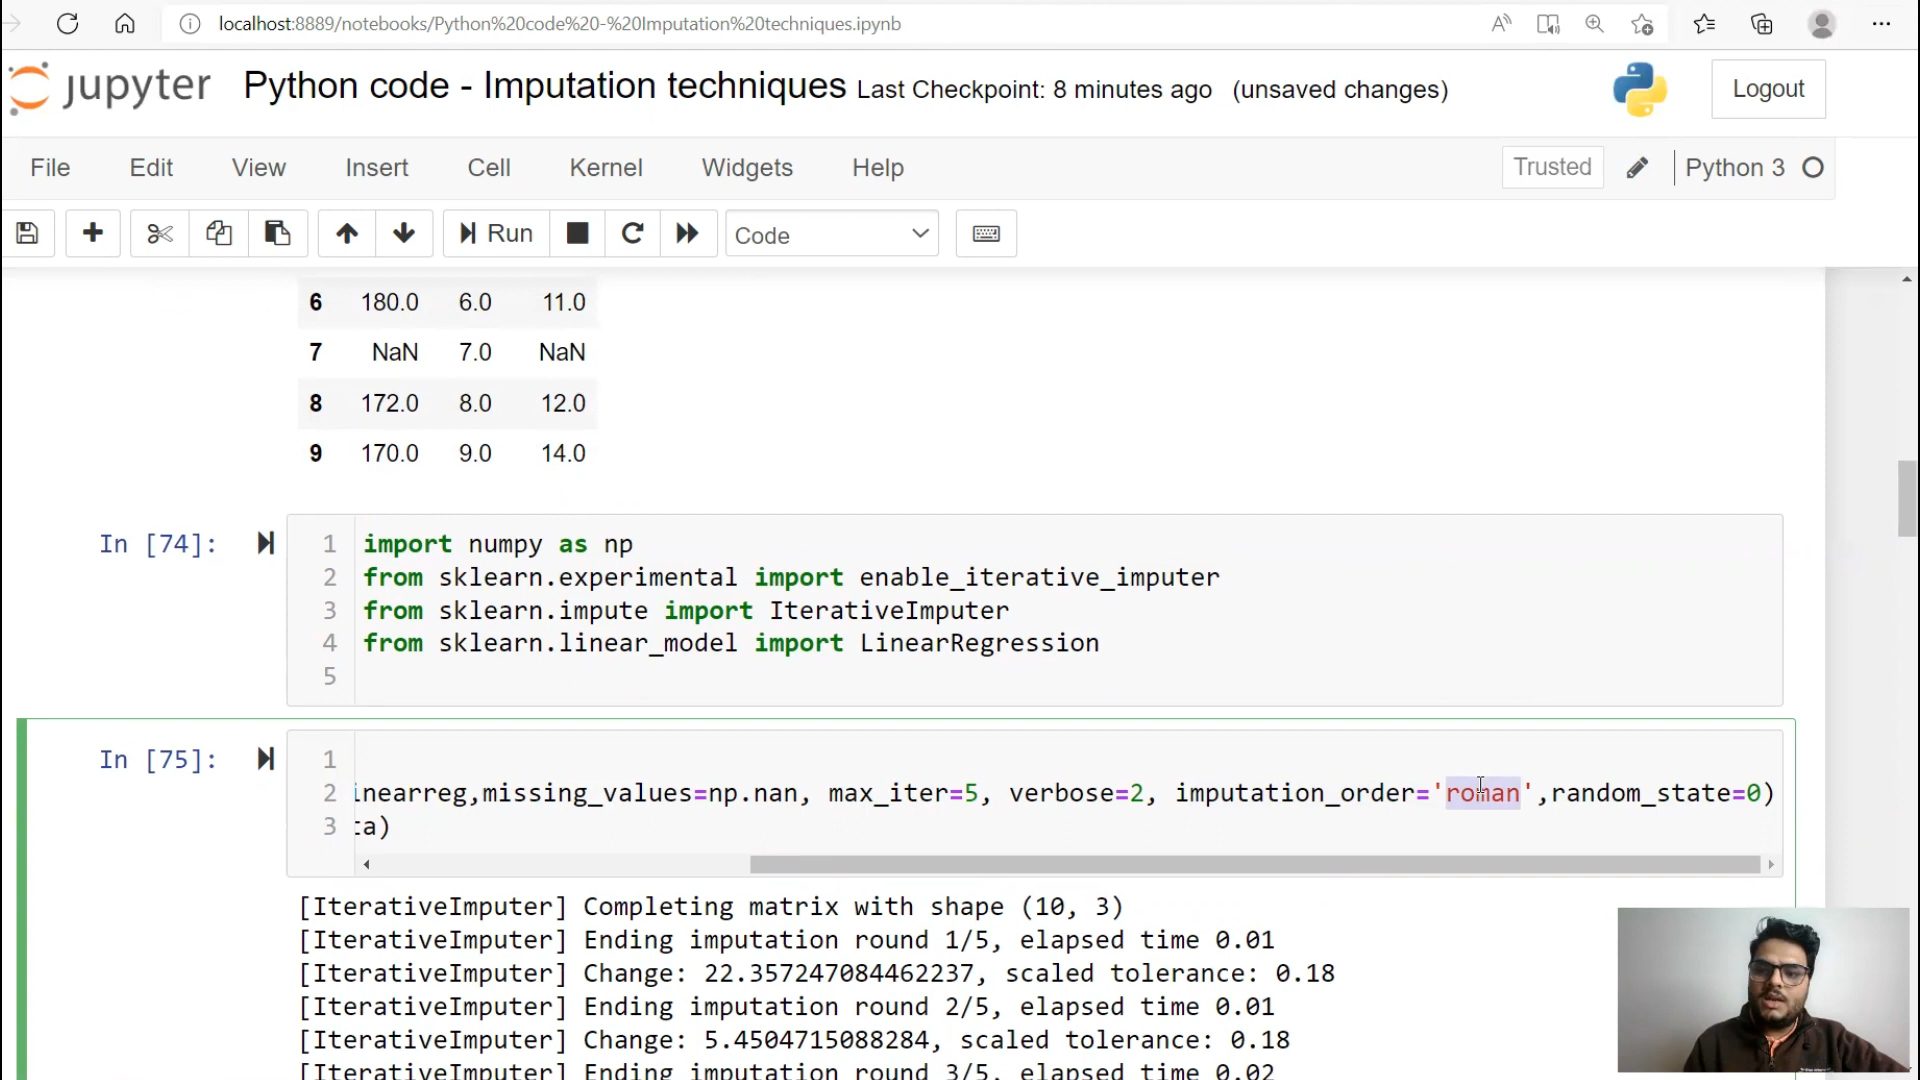 localhost:8889/notebooks/Python%20code%20-%20Imputation%20techniques.ipynb
jupyter Python code - Imputation techniques Last Checkpoint: 8 minutes ago (unsaved changes) Logout
File Edit View Insert Cell Kernel Widgets Help Trusted Python 3
Run Code
6 180.0 6.0 11.0
7 NaN 7.0 NaN
8 172.0 8.0 12.0
9 170.0 9.0 14.0
In [74]:
1 import numpy as np
2 from sklearn.experimental import enable_iterative_imputer
3 from sklearn.impute import IterativeImputer
4 from sklearn.linear_model import LinearRegression
5
In [75]:
1
2 inearreg,missing_values=np.nan, max_iter=5, verbose=2, imputation_order='roman',random_state=0)
3 ta)
[IterativeImputer] Completing matrix with shape (10, 3)
[IterativeImputer] Ending imputation round 1/5, elapsed time 0.01
[IterativeImputer] Change: 22.357247084462237, scaled tolerance: 0.18
[IterativeImputer] Ending imputation round 2/5, elapsed time 0.01
[IterativeImputer] Change: 5.4504715088284, scaled tolerance: 0.18
[IterativeImputer] Ending imputation round 3/5, elapsed time 0.02